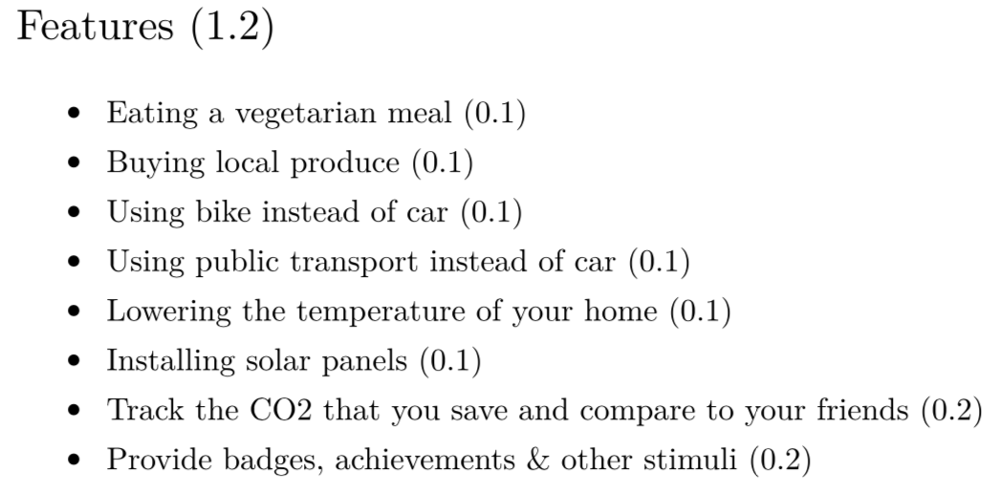 Features (1.2)
• Eating a vegetarian meal (0.1)
• Buying local produce (0.1)
• Using bike instead of car (0.1)
• Using public transport instead of car (0.1)
• Lowering the temperature of your home (0.1)
• Installing solar panels (0.1)
• Track the CO2 that you save and compare to your friends (0.2)
• Provide badges, achievements & other stimuli (0.2)